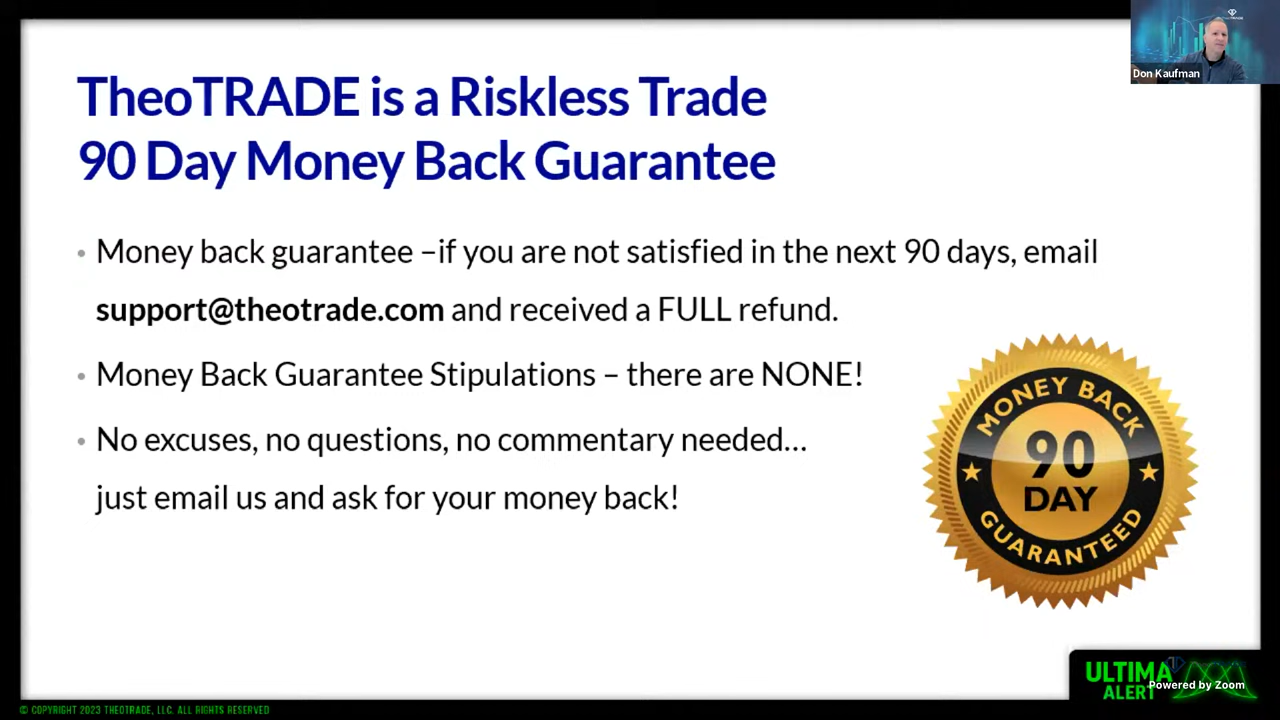 Don Kaufman
TheoTRADE is a Riskless Trade
90 Day Money Back Guarantee
• Money back guarantee –if you are not satisfied in the next 90 days, email
support@theotrade.com and received a FULL refund.
• Money Back Guarantee Stipulations – there are NONE!
• No excuses, no questions, no commentary needed...
just email us and ask for your money back!
MONEY BACK
90
DAY
GUARANTEED
ULTIMA
ALERT
Powered by Zoom
© COPYRIGHT 2023 THEOTRADE, LLC. ALL RIGHTS RESERVED